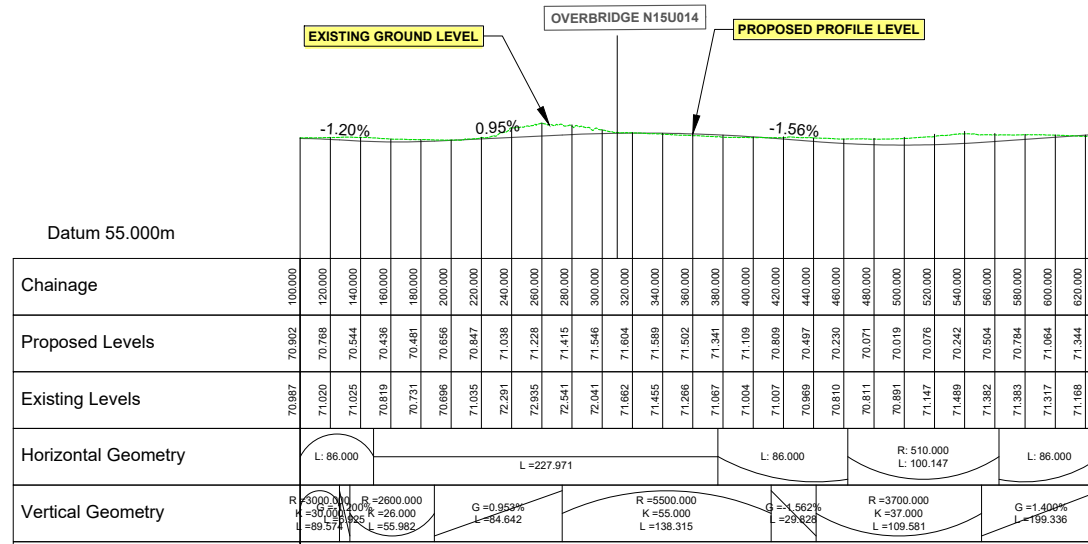 OVERBRIDGE N15U014
EXISTING GROUND LEVEL
PROPOSED PROFILE LEVEL
-1.20%
0.95%
-1.56%
Datum 55.000m
Chainage
100.000 120.000 140.000 160.000 180.000 200.000 220.000 240.000 260.000 280.000 300.000 320.000 340.000 360.000 380.000 400.000 420.000 440.000 460.000 480.000 500.000 520.000 540.000 560.000 580.000 600.000 620.000
Proposed Levels
70.902 70.768 70.544 70.436 70.481 70.656 70.847 71.038 71.228 71.415 71.546 71.604 71.589 71.502 71.341 71.109 70.809 70.497 70.230 70.071 70.019 70.076 70.242 70.504 70.784 71.064 71.344
Existing Levels
70.987 71.020 71.025 70.819 70.731 70.696 71.035 72.291 72.935 72.541 72.041 71.662 71.455 71.266 71.067 71.004 71.007 70.969 70.810 70.811 70.891 71.147 71.489 71.382 71.383 71.317 71.168
Horizontal Geometry
L: 86.000
L =227.971
L: 86.000
R: 510.000
L: 100.147
L: 86.000
Vertical Geometry
R =3000.000
K =30.000
L =89.574
R =2600.000
K =26.000
L =55.982
G =0.953%
L =84.642
R =5500.000
K =55.000
L =138.315
G =-1.562%
L =29.828
R =3700.000
K =37.000
L =109.581
G =1.400%
L =199.336